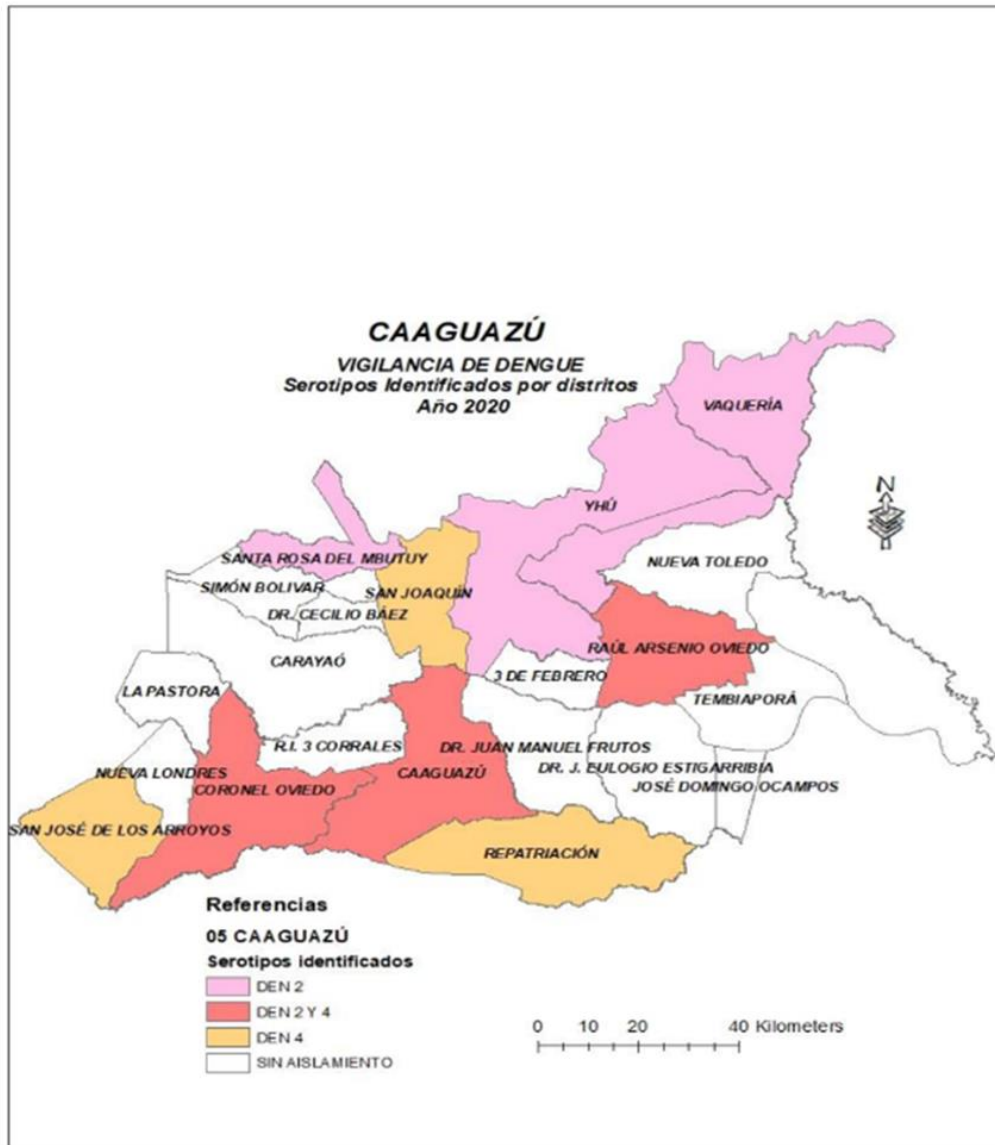 CAAGUAZÚ
VIGILANCIA DE DENGUE
Serotipos Identificados por distritos
Año 2020
VAQUERÍA
N
YHÚ
SANTA ROSA DEL MBUTUY
NUEVA TOLEDO
SIMÓN BOLIVAR
SAN JOAQUÍN
DR. CECILIO BÁEZ
RAÚL ARSENIO OVIEDO
CARAYAÓ
3 DE FEBRERO
LA PASTORA
TEMBIAPORÁ
R.I. 3 CORRALES
DR. JUAN MANUEL FRUTOS
NUEVA LONDRES
CAAGUAZÚ
DR. J. EULOGIO ESTIGARRIBIA
CORONEL OVIEDO
JOSÉ DOMINGO OCAMPOS
SAN JOSÉ DE LOS ARROYOS
REPATRIACIÓN
Referencias
05 CAAGUAZÚ
Serotipos identificados
DEN 2
DEN 2 Y 4
DEN 4
SIN AISLAMIENTO
0 10 20 40 Kilometers